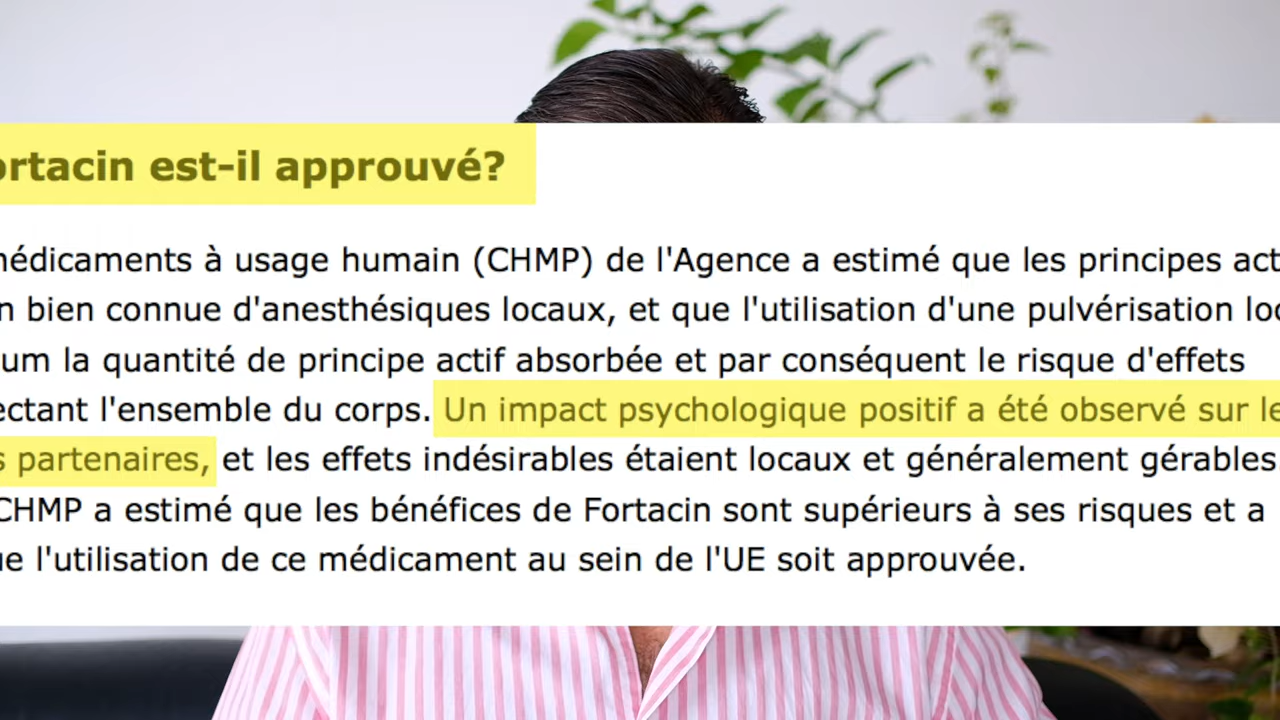 ortacin est-il approuvé?
médicaments à usage humain (CHMP) de l'Agence a estimé que les principes act
n bien connue d'anesthésiques locaux, et que l'utilisation d'une pulvérisation loc
um la quantité de principe actif absorbée et par conséquent le risque d'effets
ectant l'ensemble du corps. Un impact psychologique positif a été observé sur le
s partenaires, et les effets indésirables étaient locaux et généralement gérables.
CHMP a estimé que les bénéfices de Fortacin sont supérieurs à ses risques et a
ue l'utilisation de ce médicament au sein de l'UE soit approuvée.